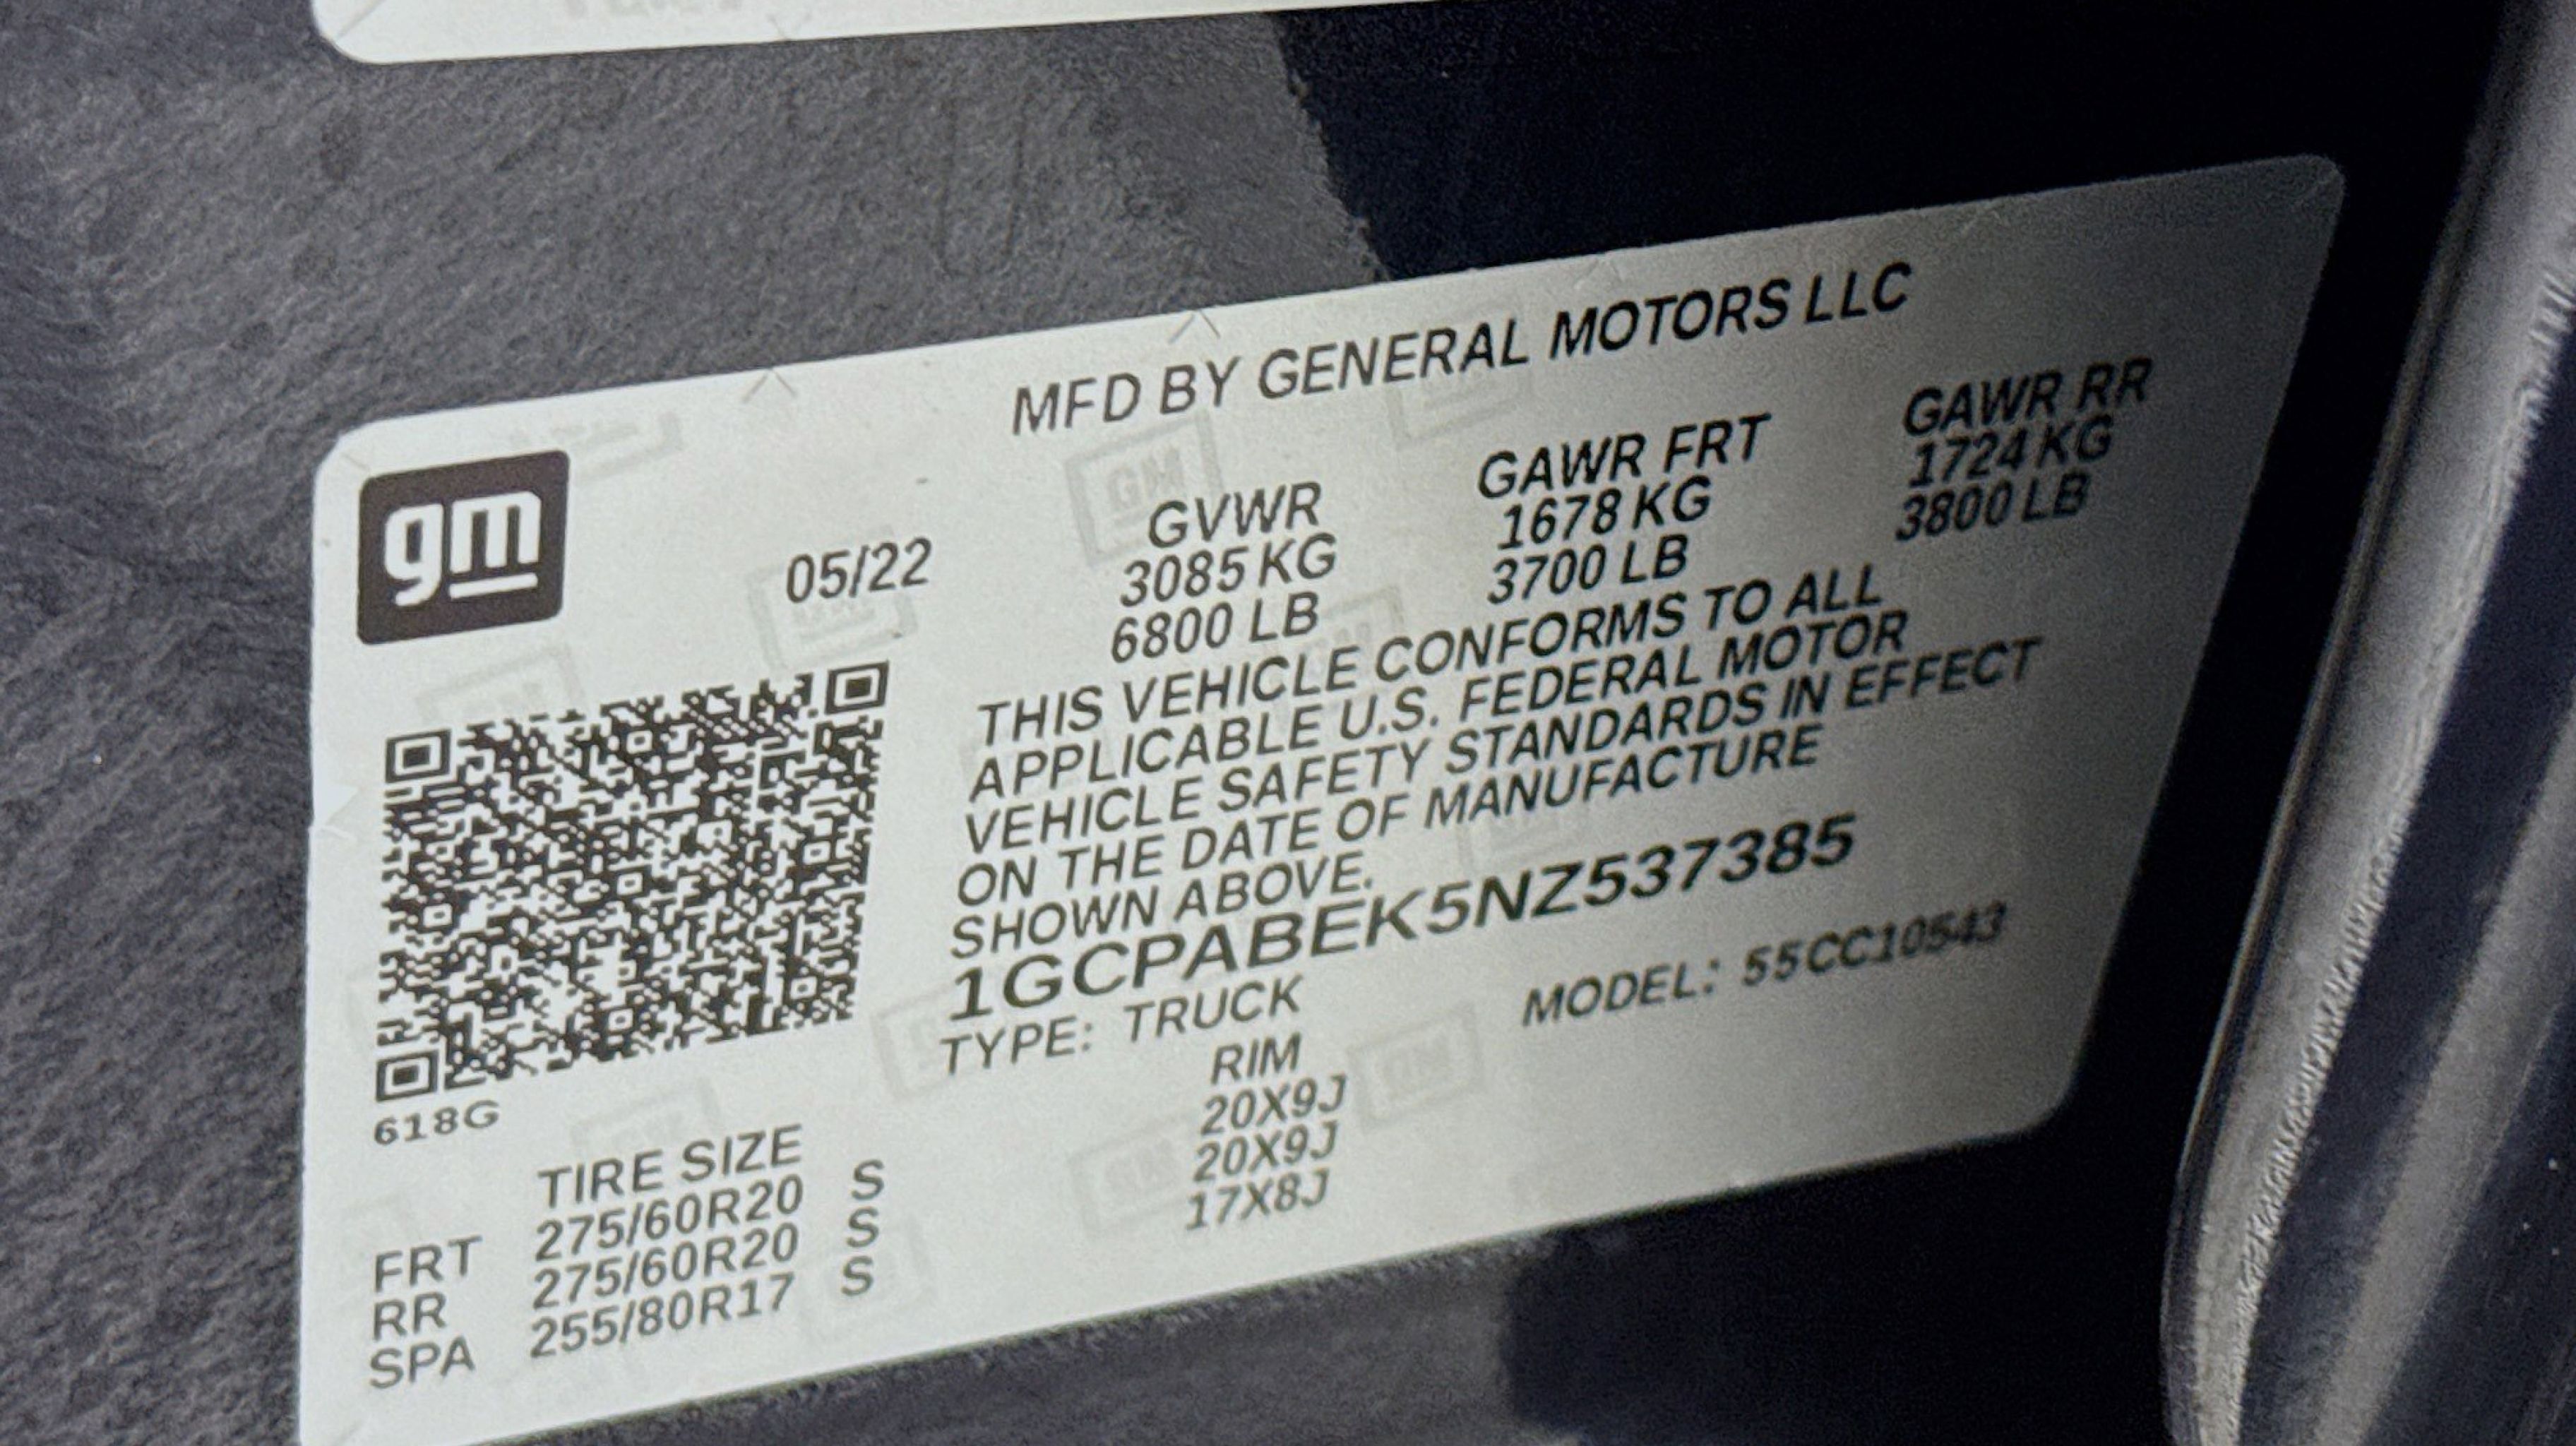 MFD BY GENERAL MOTORS LLC
gm
05/22
GVWR
3085 KG
6800 LB
GAWR FRT
1678 KG
3700 LB
GAWR RR
1724 KG
3800 LB
THIS VEHICLE CONFORMS TO ALL
APPLICABLE U.S. FEDERAL MOTOR
VEHICLE SAFETY STANDARDS IN EFFECT
ON THE DATE OF MANUFACTURE
SHOWN ABOVE.
1GCPABEK5NZ537385
TYPE: TRUCK
MODEL: 55CC10543
618G
TIRE SIZE
RIM
FRT 275/60R20 S 20X9J
RR 275/60R20 S 20X9J
SPA 255/80R17 S 17X8J